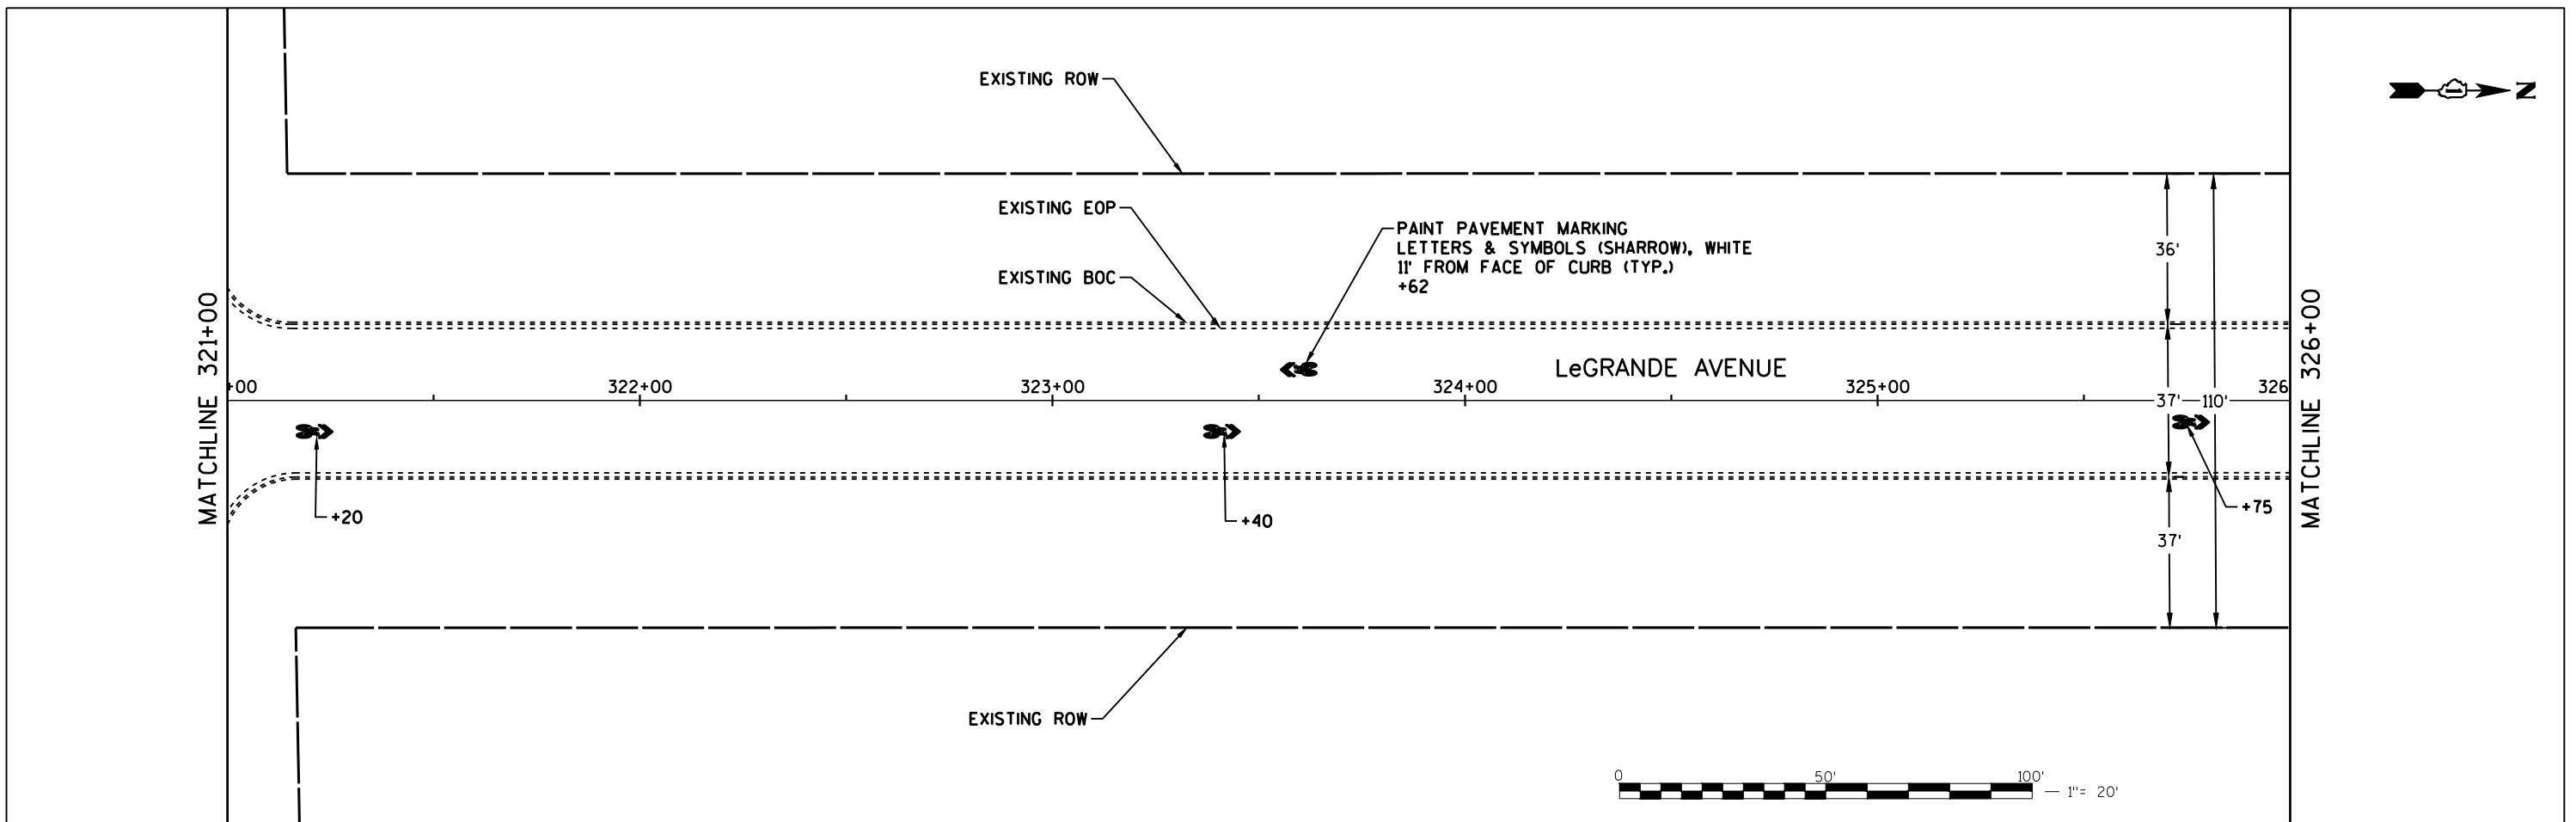 EXISTING ROW
N
EXISTING EOP
PAINT PAVEMENT MARKING
LETTERS & SYMBOLS (SHARROW), WHITE
11' FROM FACE OF CURB (TYP.)
+62
36'
EXISTING BOC
MATCHLINE 321+00
MATCHLINE 326+00
LeGRANDE AVENUE
+00
322+00
323+00
324+00
325+00
326
37'
110'
+20
+40
+75
37'
EXISTING ROW
0
50'
100'
1"= 20'